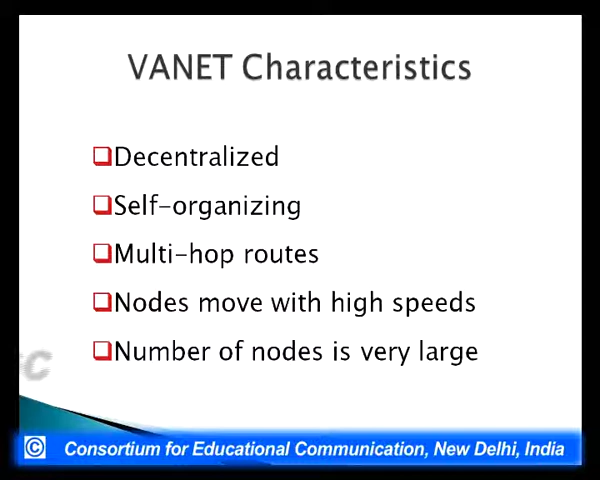 VANET Characteristics
❑Decentralized
❑Self-organizing
❑Multi-hop routes
❑Nodes move with high speeds
❑Number of nodes is very large
© Consortium for Educational Communication, New Delhi, India